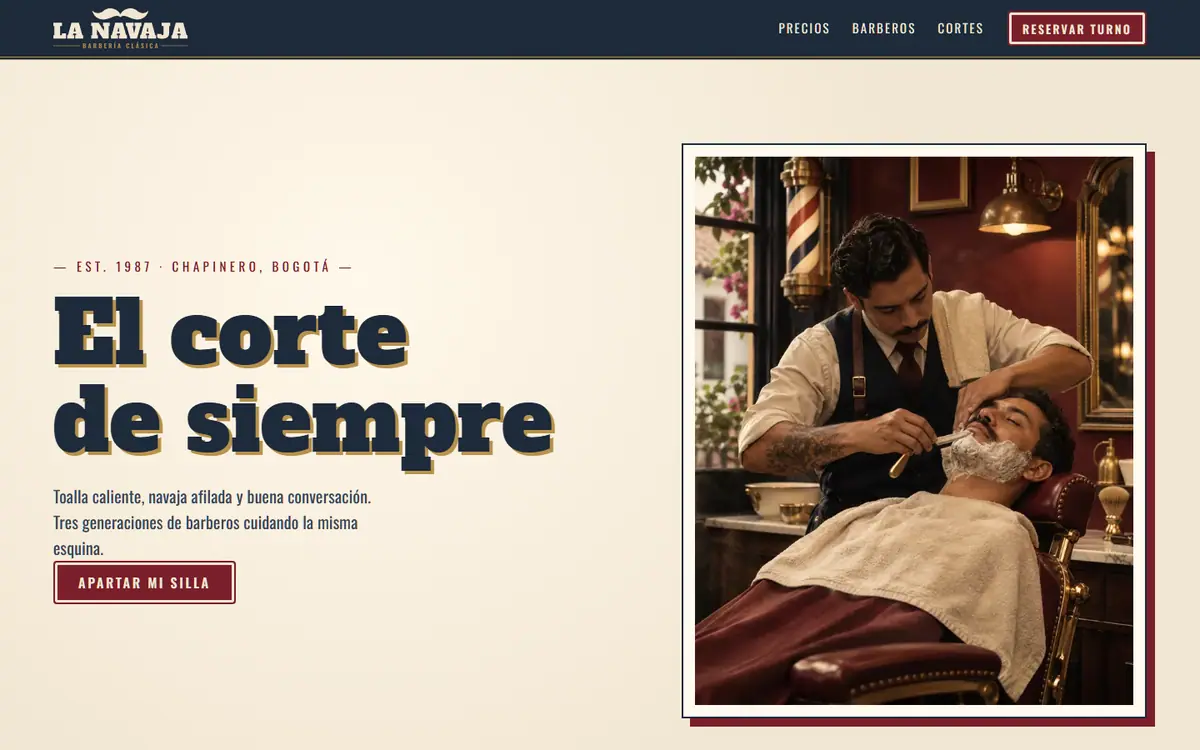 LA NAVAJA
BARBERÍA CLÁSICA
PRECIOS
BARBEROS
CORTES
RESERVAR TURNO
— EST. 1987 · CHAPINERO, BOGOTÁ —
El corte
de siempre
Toalla caliente, navaja afilada y buena conversación.
Tres generaciones de barberos cuidando la misma
esquina.
APARTAR MI SILLA